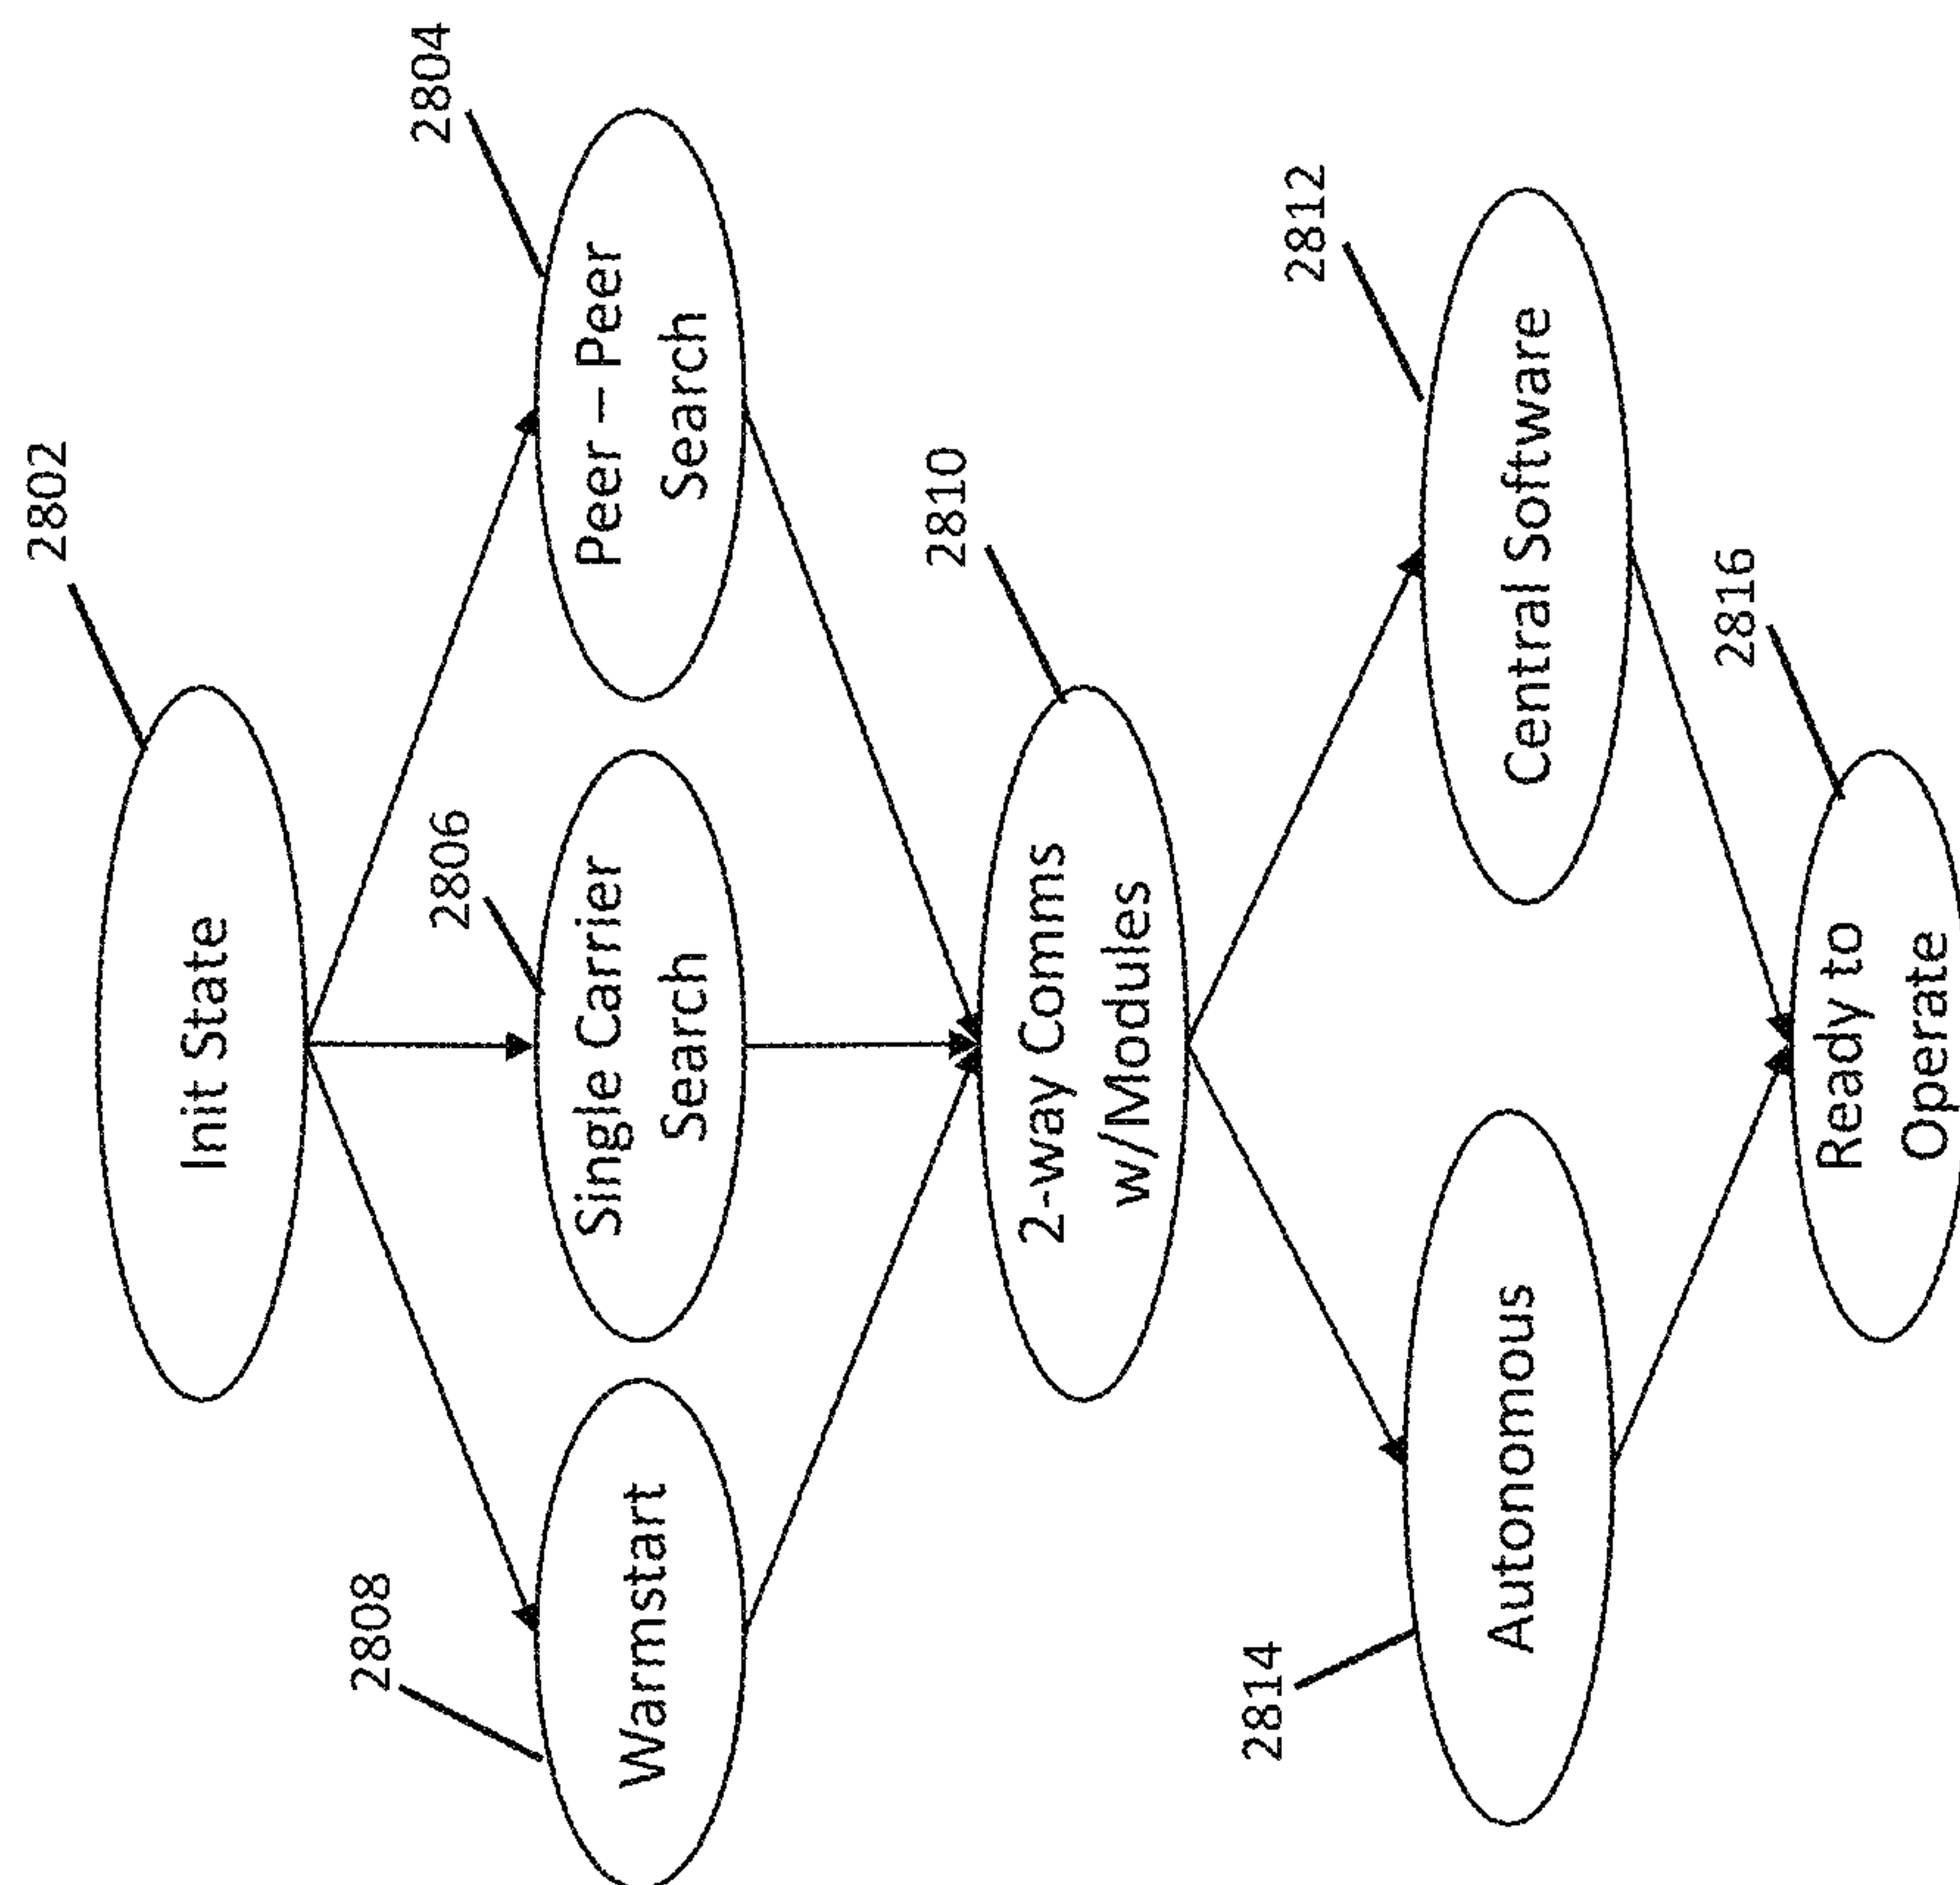 2802
Init State
2804
2806
2808
Warmstart
Single Carrier
Search
Peer – Peer
Search
2810
2-way Comms
w/Modules
2812
2814
Autonomous
Central Software
2816
Ready to
Operate